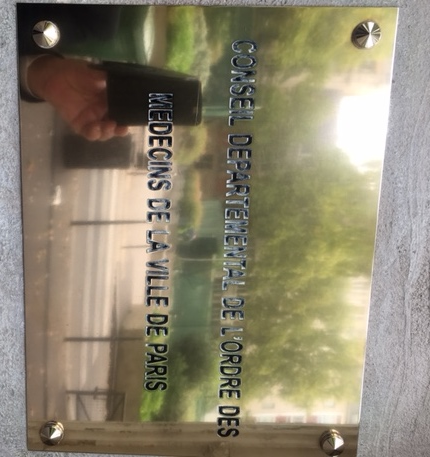 CONSEIL DEPARTEMENTAL DE L'ORDRE DES
MEDECINS DE LA VILLE DE PARIS